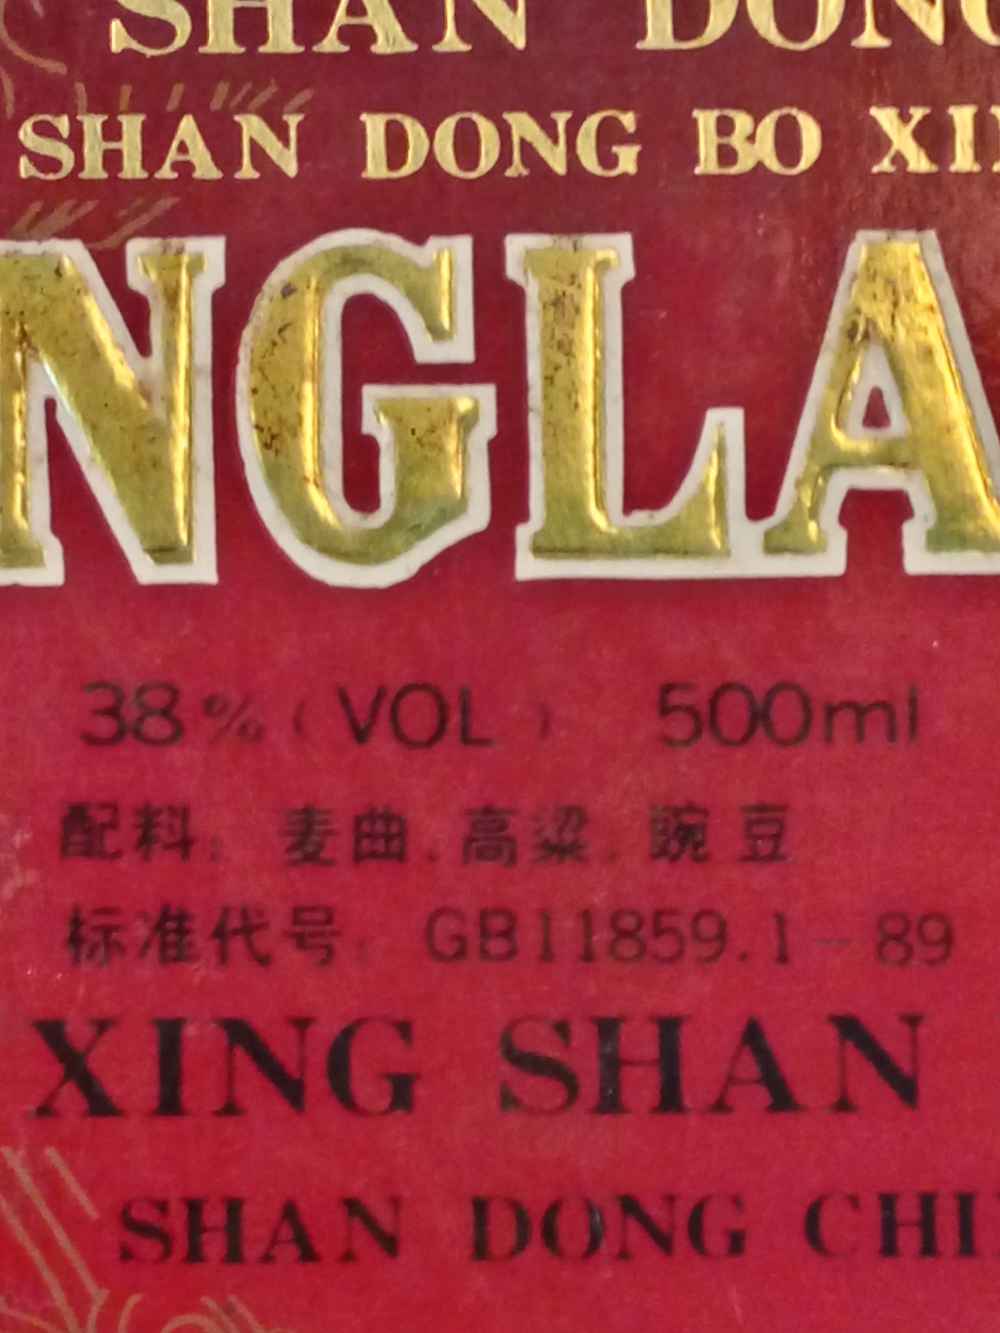 SHAN DONG
SHAN DONG BO XI
NGLA
38%(VOL) 500ml
配料:麦曲.高粱.豌豆
标准代号:GB11859.1-89
XING SHAN
SHAN DONG CHI